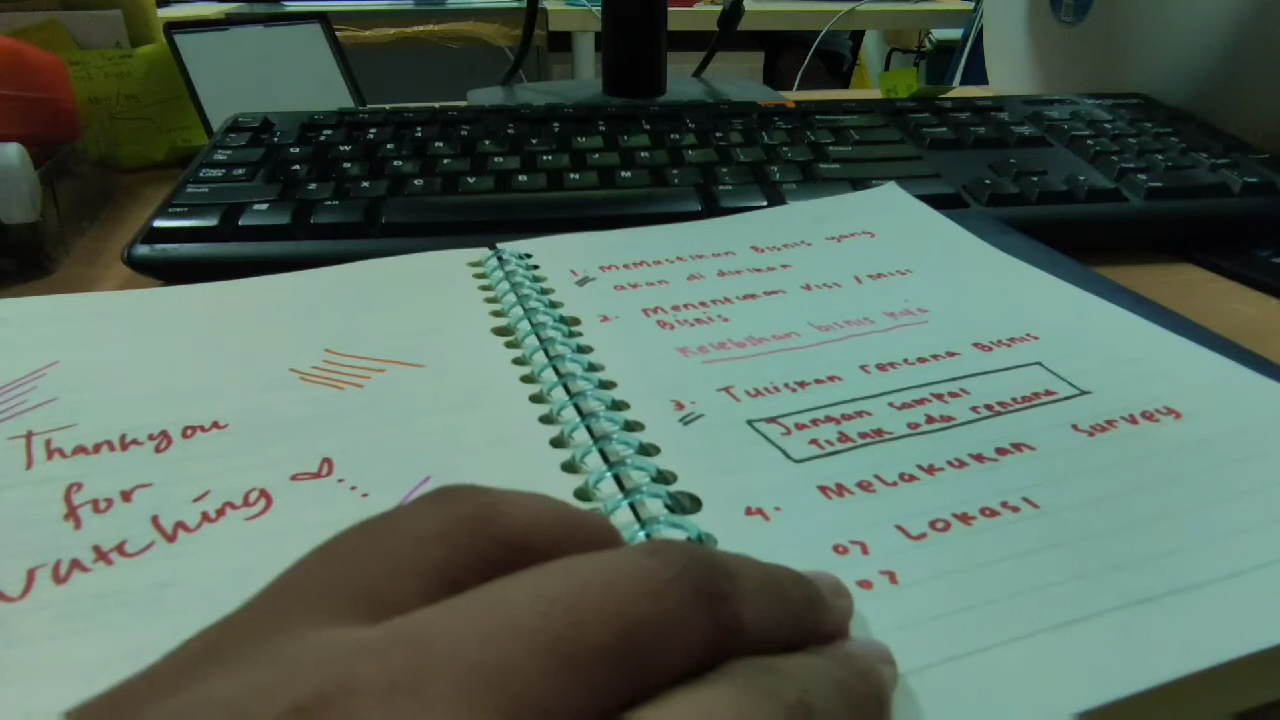 Thankyou
for
watching
1. Memastikan Bisnis yang
akan di dirikan
2. Menentukan Visi / Misi
Bisnis
Kelebihan bisnis kita
3. Tuliskan rencana Bisnis
Jangan sampai
tidak ada rencana
4. Melakukan survey
o> Lokasi
o>